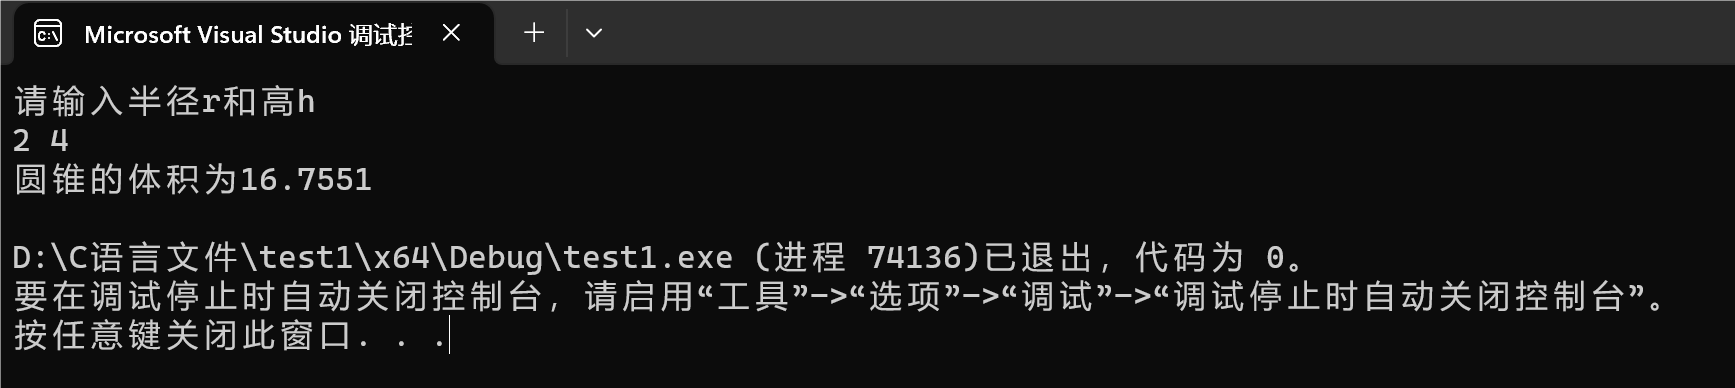 Microsoft Visual Studio 调试控
请输入半径r和高h
2 4
圆锥的体积为16.7551
D:\C语言文件\test1\x64\Debug\test1.exe (进程 74136)已退出，代码为 0。
要在调试停止时自动关闭控制台，请启用“工具”->“选项”->“调试”->“调试停止时自动关闭控制台”。
按任意键关闭此窗口. . .